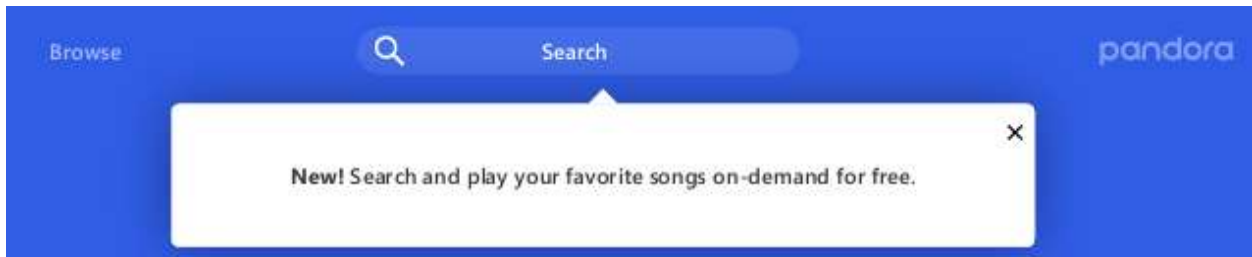 Browse
Search
pandora
New! Search and play your favorite songs on-demand for free.